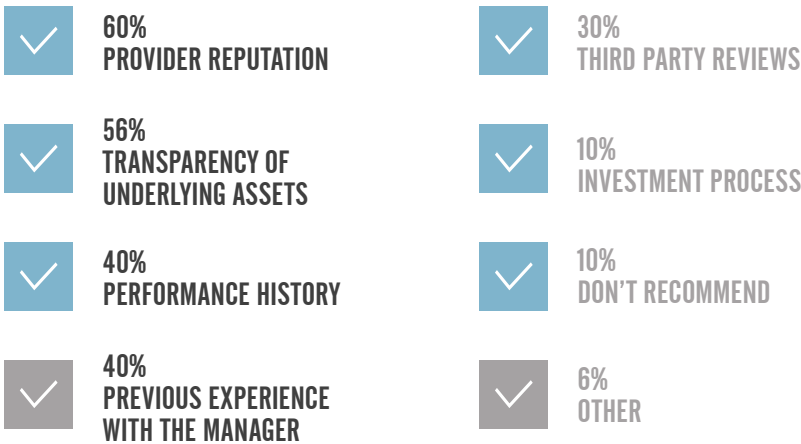 60%
PROVIDER REPUTATION
56%
TRANSPARENCY OF
UNDERLYING ASSETS
40%
PERFORMANCE HISTORY
40%
PREVIOUS EXPERIENCE
WITH THE MANAGER
30%
THIRD PARTY REVIEWS
10%
INVESTMENT PROCESS
10%
DON'T RECOMMEND
6%
OTHER